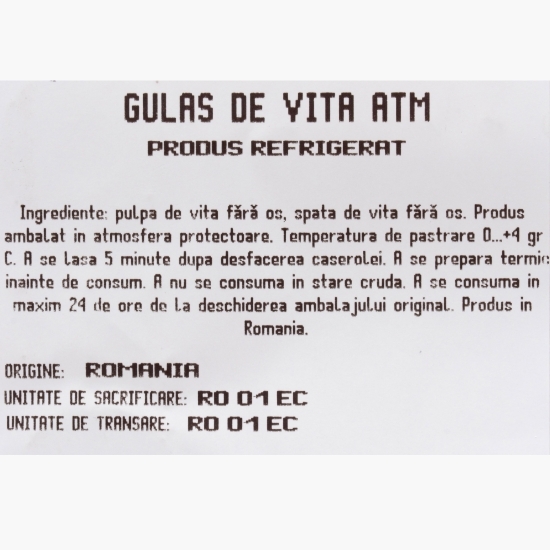 GULAS DE VITA ATM
PRODUS REFRIGERAT
Ingrediente: pulpa de vita fără os, spata de vita fără os. Produs
ambalat in atmosfera protectoare. Temperatura de pastrare 0...+4 gr
C. A se lasa 5 minute dupa desfacerea caserolei. A se prepara termic
inainte de consum. A nu se consuma in stare cruda. A se consuma in
maxim 24 de ore de la deschiderea ambalajului original. Produs in
Romania.
ORIGINE: ROMANIA
UNITATE DE SACRIFICARE: RO 01 EC
UNITATE DE TRANSARE: RO 01 EC